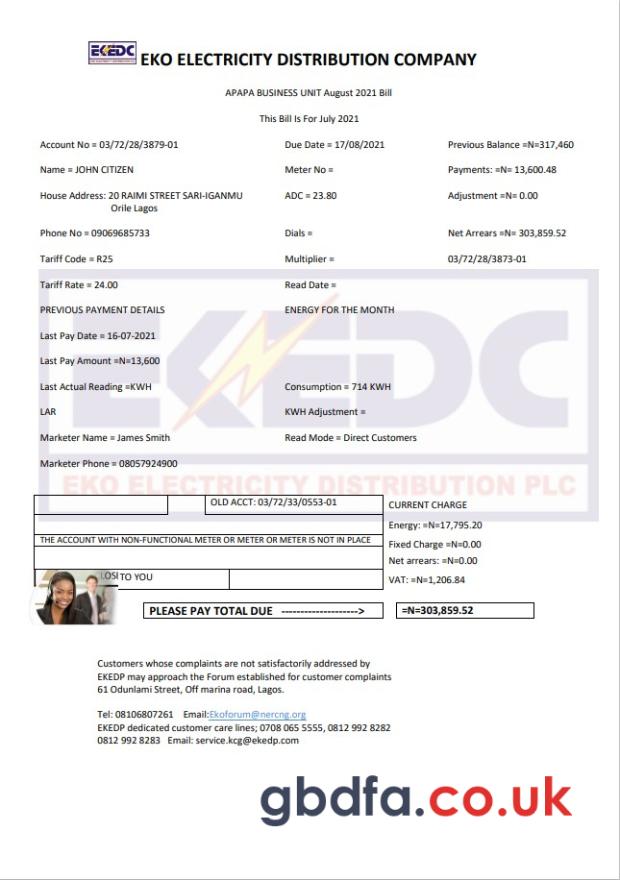 EKEDC EKO ELECTRICITY DISTRIBUTION COMPANY
APAPA BUSINESS UNIT August 2021 Bill
This Bill Is For July 2021
Account No = 03/72/28/3879-01 Due Date = 17/08/2021 Previous Balance =N=317,460
Name = JOHN CITIZEN Meter No = Payments: =N= 13,600.48
House Address: 20 RAIMI STREET SARI-IGANMU ADC = 23.80 Adjustment =N= 0.00
Orile Lagos
Phone No = 09069685733 Dials = Net Arrears =N= 303,859.52
Tariff Code = R25 Multiplier = 03/72/28/3873-01
Tariff Rate = 24.00 Read Date =
PREVIOUS PAYMENT DETAILS ENERGY FOR THE MONTH
Last Pay Date = 16-07-2021
Last Pay Amount =N=13,600
EKEDC
Last Actual Reading =KWH Consumption = 714 KWH
LAR KWH Adjustment =
Marketer Name = James Smith Read Mode = Direct Customers
Marketer Phone = 08057924900
EKO ELECTRICITY DISTRIBUTION PLC
OLD ACCT: 03/72/33/0553-01 CURRENT CHARGE
Energy: =N=17,795.20
THE ACCOUNT WITH NON-FUNCTIONAL METER OR METER OR METER IS NOT IN PLACE Fixed Charge =N=0.00
Net arrears: =N=0.00
TO YOU VAT: =N=1,206.84
PLEASE PAY TOTAL DUE --------------------> =N=303,859.52
Customers whose complaints are not satisfactorily addressed by
EKEDP may approach the Forum established for customer complaints
61 Odunlami Street, Off marina road, Lagos.
Tel: 08106807261 Email:Ekoforum@nercng.org
EKEDP dedicated customer care lines; 0708 065 5555, 0812 992 8282
0812 992 8283 Email: service.kcg@ekedp.com
gbdfa.co.uk